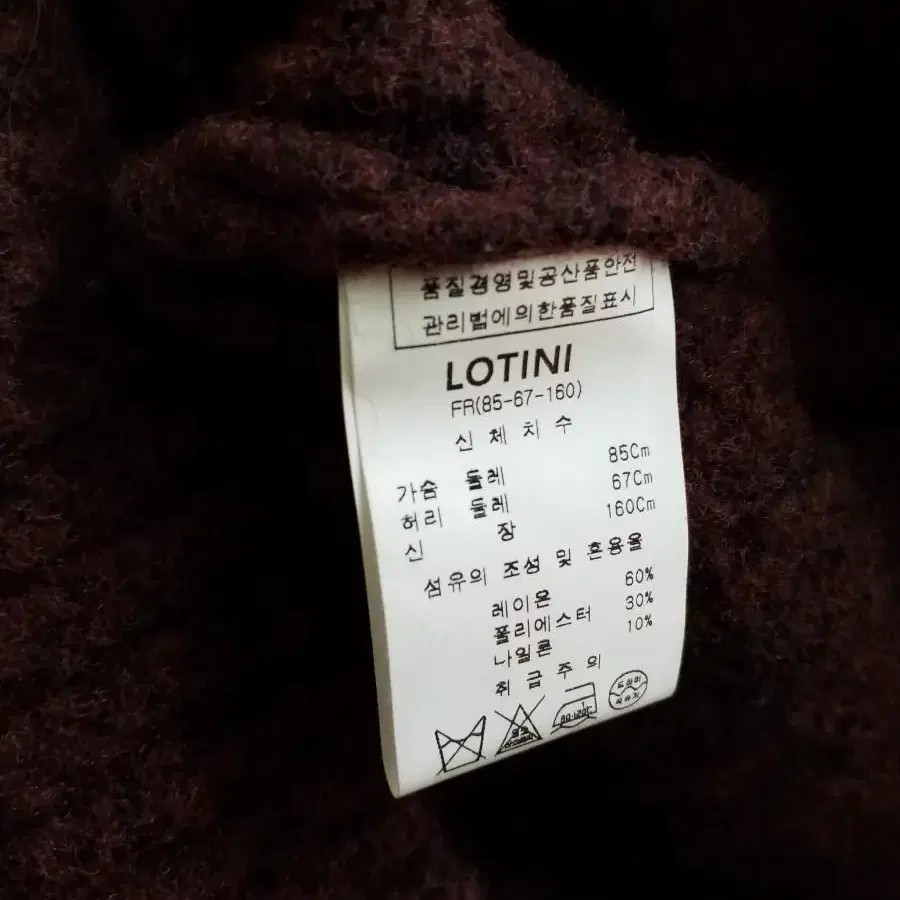 품질경영및공산품안전
관리법에의한품질표시
LOTINI
FR(85-67-160)
신 체 치 수
가슴 둘레 85Cm
허리 둘레 67Cm
신 장 160Cm
섬유의 조성 및 혼용율
레이온 60%
폴리에스터 30%
나일론 10%
취 급 주 의